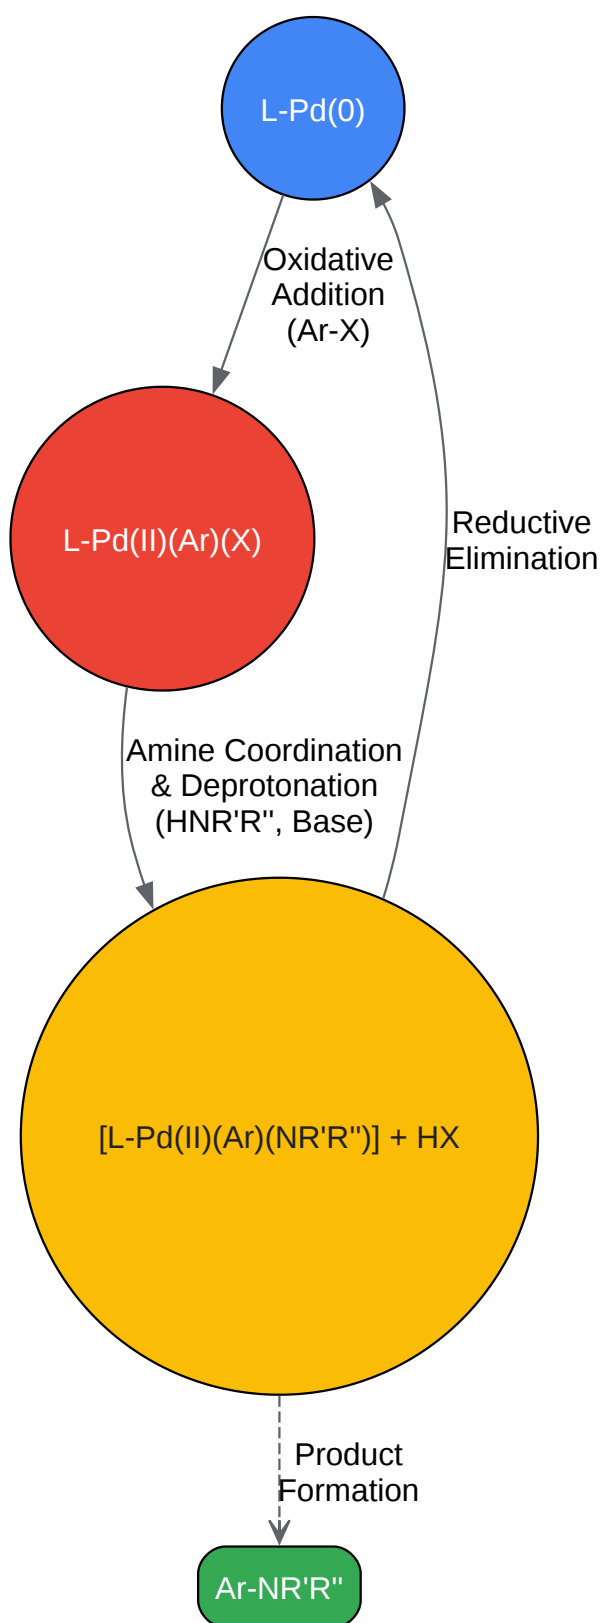 L-Pd(0)
Oxidative
Addition
(Ar-X)
L-Pd(II)(Ar)(X)
Reductive
Elimination
Amine Coordination
& Deprotonation
(HNR'R'', Base)
[L-Pd(II)(Ar)(NR'R'')] + HX
Product
Formation
Ar-NR'R''